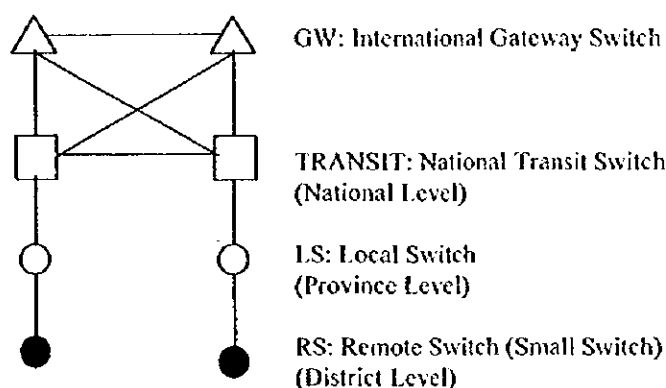 GW: International Gateway Switch
TRANSIT: National Transit Switch
(National Level)
LS: Local Switch
(Province Level)
RS: Remote Switch (Small Switch)
(District Level)